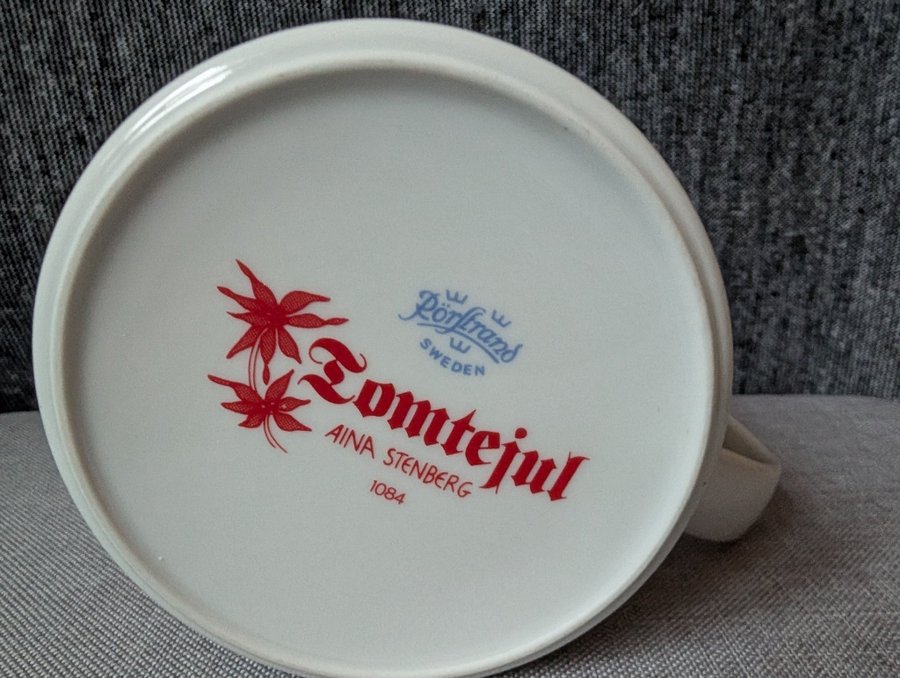 Rörstrand
SWEDEN
Tomtejul
AINA STENBERG
1084